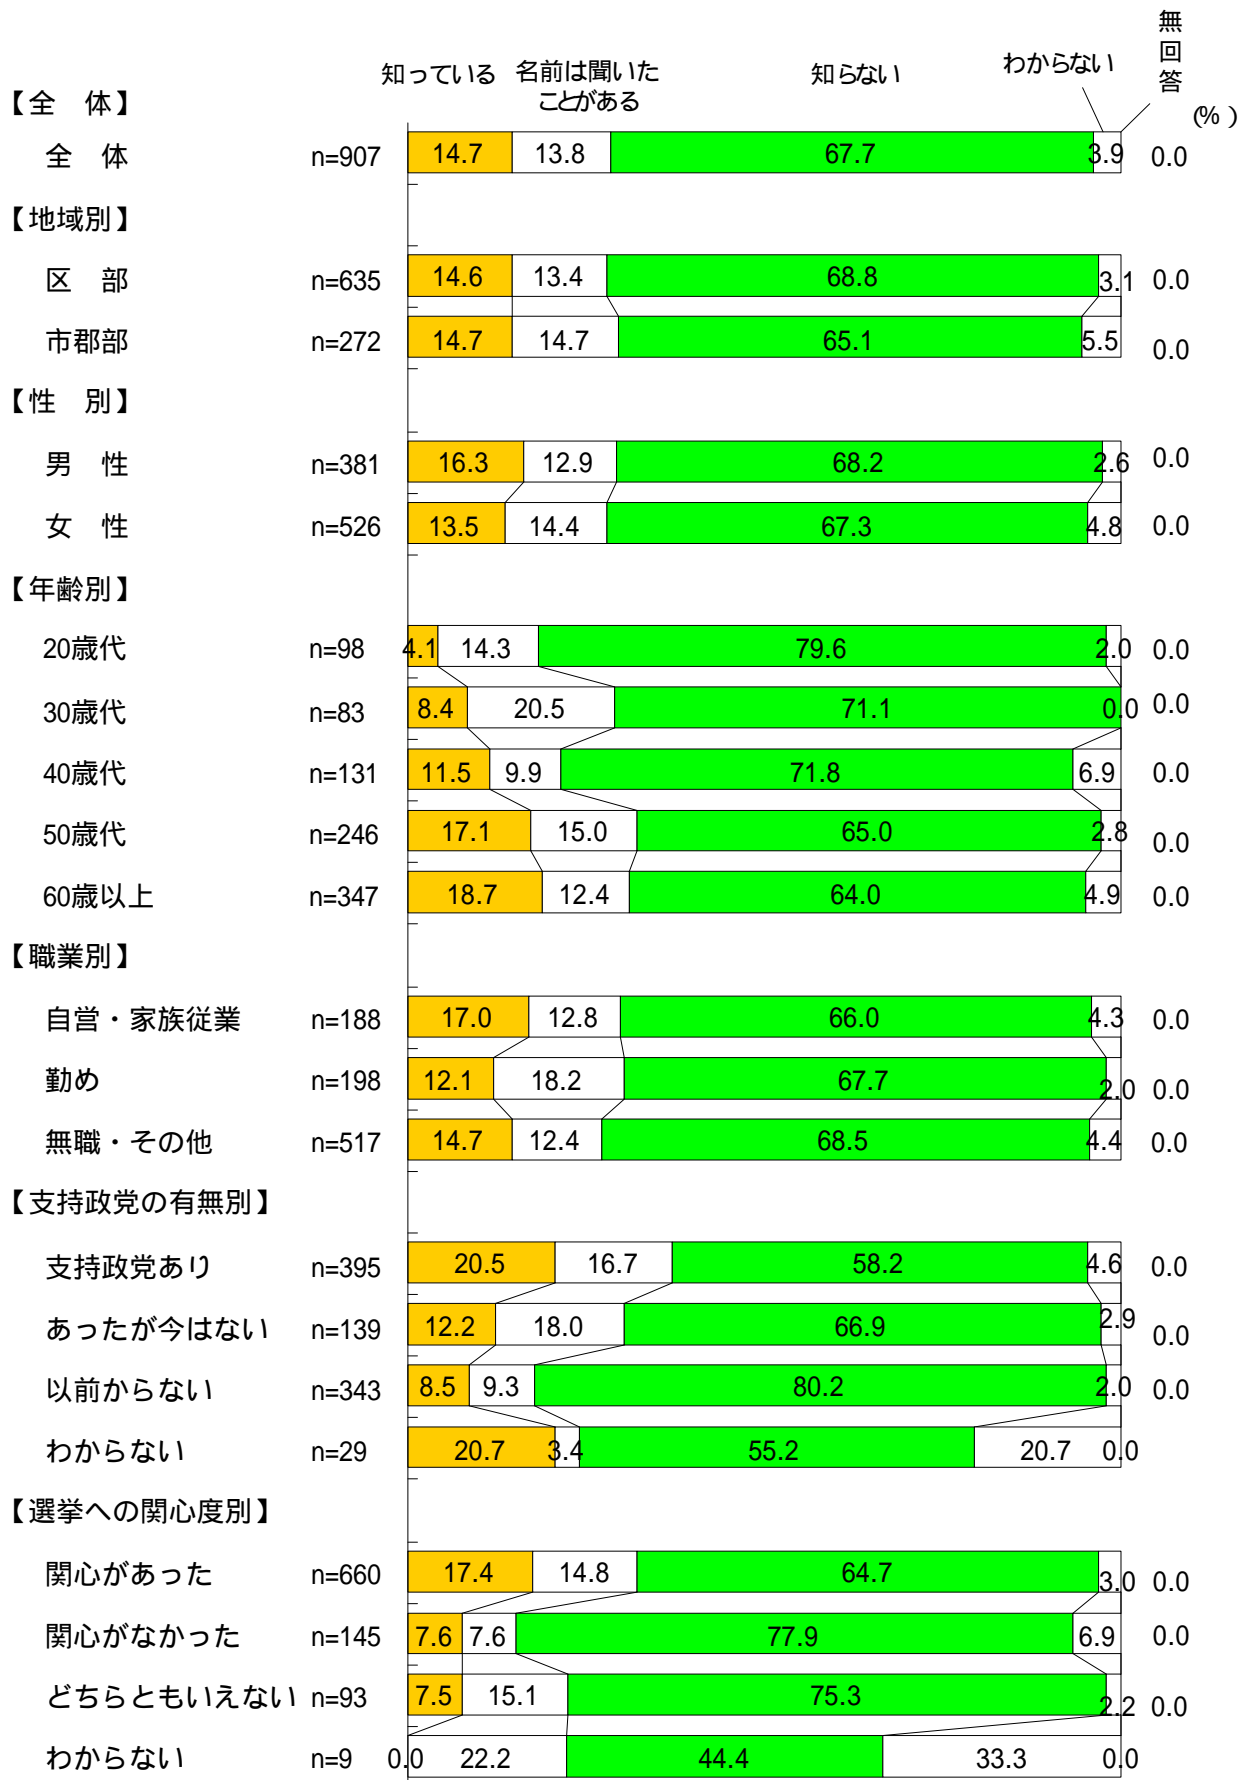 知っている 名前は聞いたことがある 知らない わからない 無回答
(%)
【全 体】
全 体 n=907 14.7 13.8 67.7 3.9 0.0
【地域別】
区 部 n=635 14.6 13.4 68.8 3.1 0.0
市郡部 n=272 14.7 14.7 65.1 5.5 0.0
【性 別】
男 性 n=381 16.3 12.9 68.2 2.6 0.0
女 性 n=526 13.5 14.4 67.3 4.8 0.0
【年齢別】
20歳代 n=98 4.1 14.3 79.6 2.0 0.0
30歳代 n=83 8.4 20.5 71.1 0.0 0.0
40歳代 n=131 11.5 9.9 71.8 6.9 0.0
50歳代 n=246 17.1 15.0 65.0 2.8 0.0
60歳以上 n=347 18.7 12.4 64.0 4.9 0.0
【職業別】
自営・家族従業 n=188 17.0 12.8 66.0 4.3 0.0
勤め n=198 12.1 18.2 67.7 2.0 0.0
無職・その他 n=517 14.7 12.4 68.5 4.4 0.0
【支持政党の有無別】
支持政党あり n=395 20.5 16.7 58.2 4.6 0.0
あったが今はない n=139 12.2 18.0 66.9 2.9 0.0
以前からない n=343 8.5 9.3 80.2 2.0 0.0
わからない n=29 20.7 3.4 55.2 20.7 0.0
【選挙への関心度別】
関心があった n=660 17.4 14.8 64.7 3.0 0.0
関心がなかった n=145 7.6 7.6 77.9 6.9 0.0
どちらともいえない n=93 7.5 15.1 75.3 2.2 0.0
わからない n=9 0.0 22.2 44.4 33.3 0.0